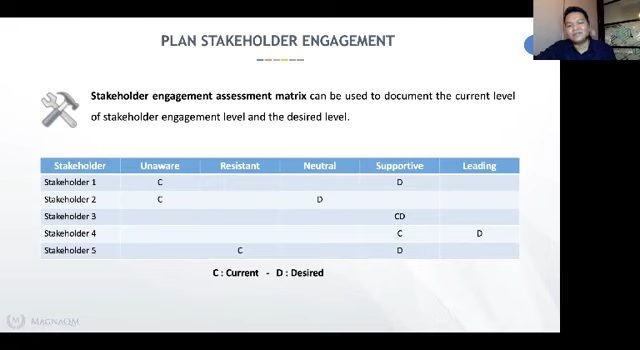 PLAN STAKEHOLDER ENGAGEMENT
Stakeholder engagement assessment matrix can be used to document the current level
of stakeholder engagement level and the desired level.
Stakeholder Unaware Resistant Neutral Supportive Leading
Stakeholder 1 C D
Stakeholder 2 C D
Stakeholder 3 CD
Stakeholder 4 C D
Stakeholder 5 C D
C : Current - D : Desired
MAGNAQM